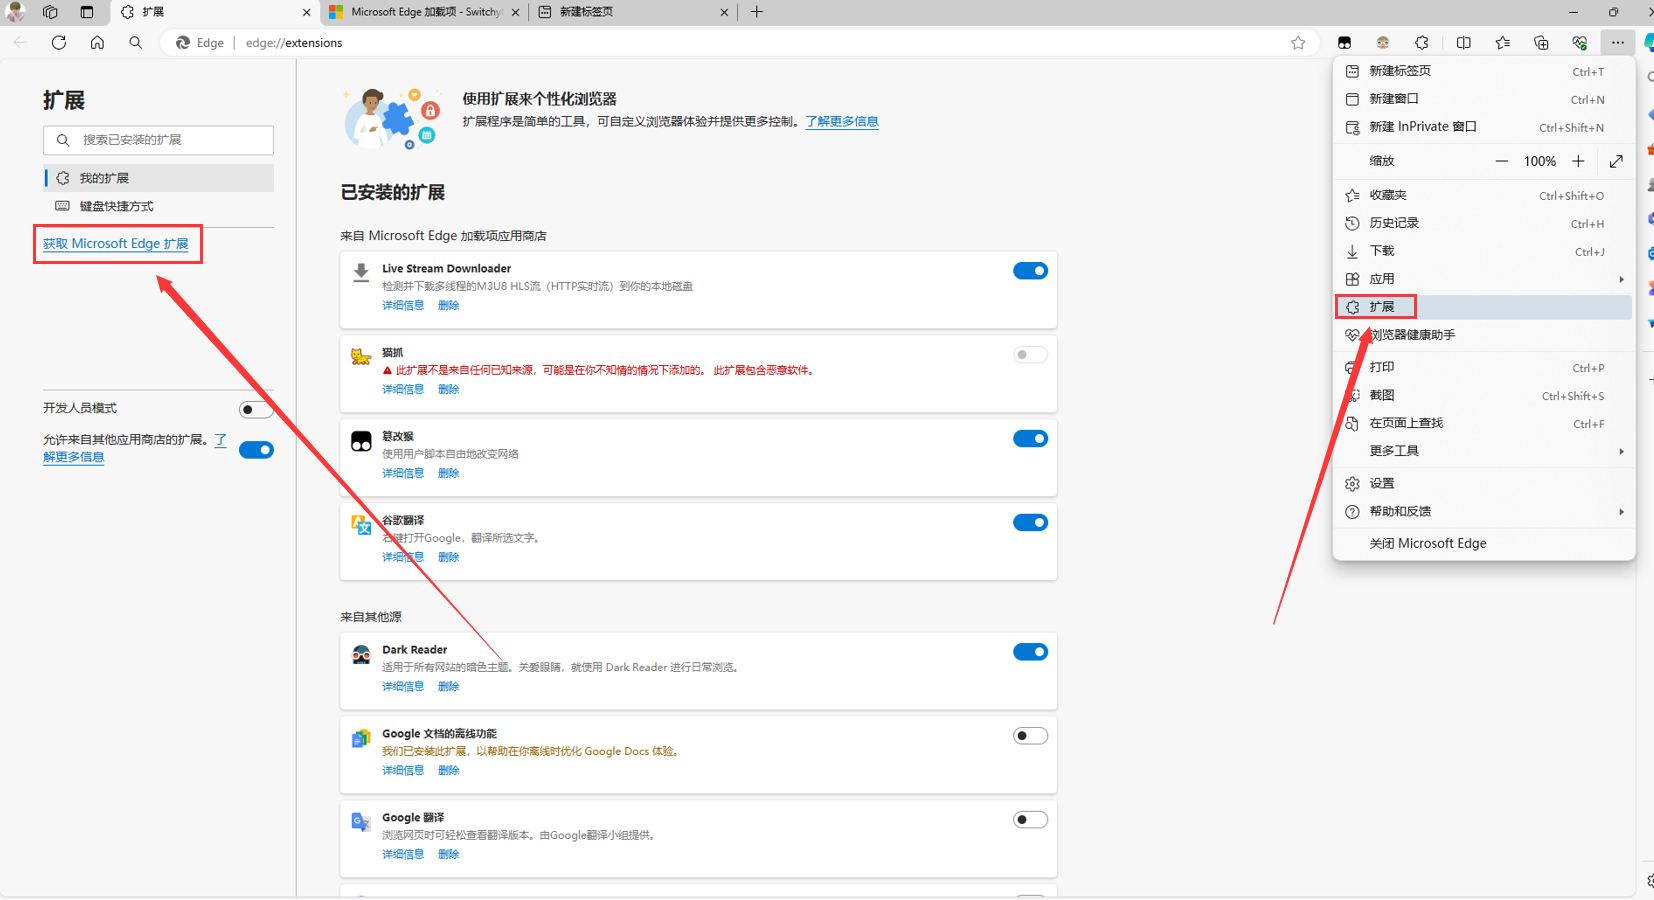 扩展
Microsoft Edge 加载项 - Switchy
新建标签页
Edge
edge://extensions
扩展
搜索已安装的扩展
我的扩展
键盘快捷方式
获取 Microsoft Edge 扩展
开发人员模式
允许来自其他应用商店的扩展。了
解更多信息
使用扩展来个性化浏览器
扩展程序是简单的工具，可自定义浏览器体验并提供更多控制。了解更多信息
已安装的扩展
来自 Microsoft Edge 加载项应用商店
Live Stream Downloader
检测并下载多线程的M3U8 HLS流（HTTP实时流）到你的本地磁盘
详细信息 删除
猫抓
此扩展不是来自任何已知来源，可能是在你不知情的情况下添加的。 此扩展包含恶意软件。
详细信息 删除
篡改猴
使用用户脚本自由地改变网络
详细信息 删除
谷歌翻译
右键打开Google，翻译所选文字。
详细信息 删除
来自其他源
Dark Reader
适用于所有网站的暗色主题。关爱眼睛，就使用 Dark Reader 进行日常浏览。
详细信息 删除
Google 文档的离线功能
我们已安装此扩展，以帮助在你离线时优化 Google Docs 体验。
详细信息 删除
Google 翻译
浏览网页时可轻松查看翻译版本。由Google翻译小组提供。
详细信息 删除
新建标签页 Ctrl+T
新建窗口 Ctrl+N
新建 InPrivate 窗口 Ctrl+Shift+N
缩放 100%
收藏夹 Ctrl+Shift+O
历史记录 Ctrl+H
下载 Ctrl+J
应用
扩展
浏览器健康助手
打印 Ctrl+P
截图 Ctrl+Shift+S
在页面上查找 Ctrl+F
更多工具
设置
帮助和反馈
关闭 Microsoft Edge